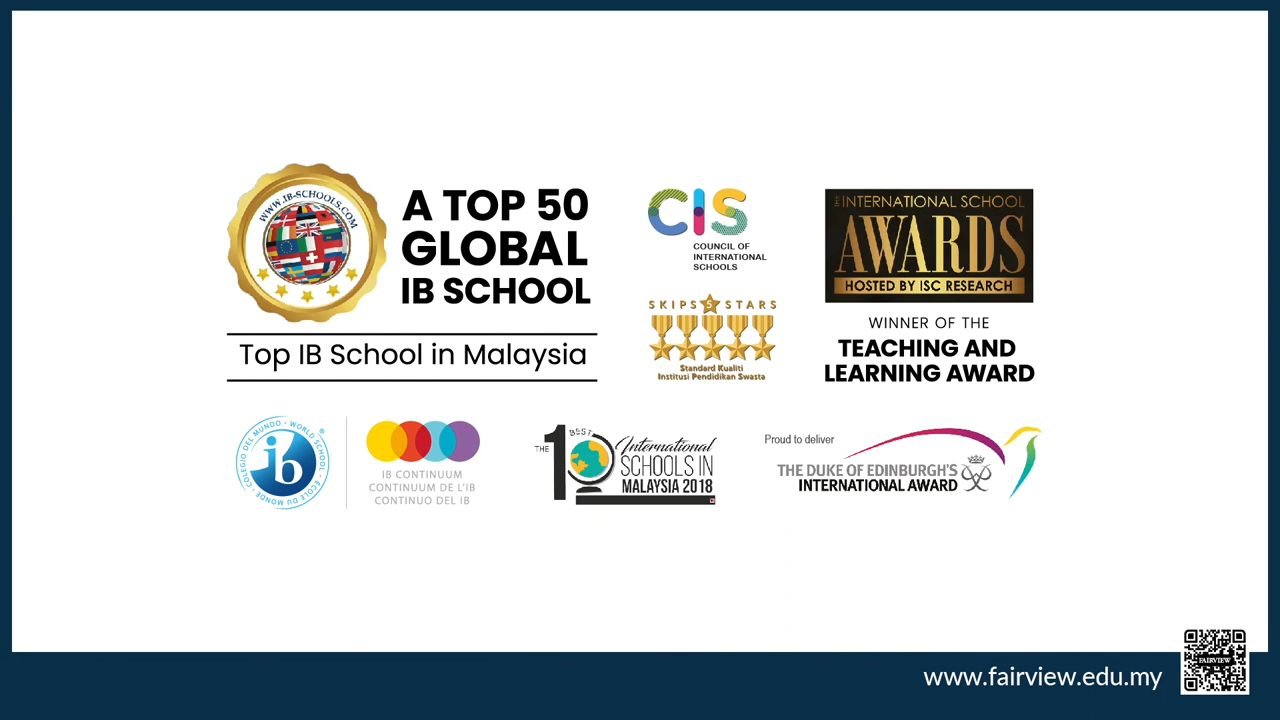 WWW.IB-SCHOOLS.COM
A TOP 50
GLOBAL
IB SCHOOL
Top IB School in Malaysia
CIS
COUNCIL OF
INTERNATIONAL
SCHOOLS
SKIPS 5 STARS
Standard Kualiti
Institusi Pendidikan Swasta
THE INTERNATIONAL SCHOOL
AWARDS
HOSTED BY ISC RESEARCH
WINNER OF THE
TEACHING AND
LEARNING AWARD
COLEGIO DEL MUNDO · WORLD SCHOOL · ÉCOLE DU MONDE ·
®
ib
IB CONTINUUM
CONTINUUM DE L'IB
CONTINUO DEL IB
THE 10 BEST
International
SCHOOLS IN
MALAYSIA 2018
Proud to deliver
THE DUKE OF EDINBURGH'S
INTERNATIONAL AWARD
www.fairview.edu.my
FAIRVIEW